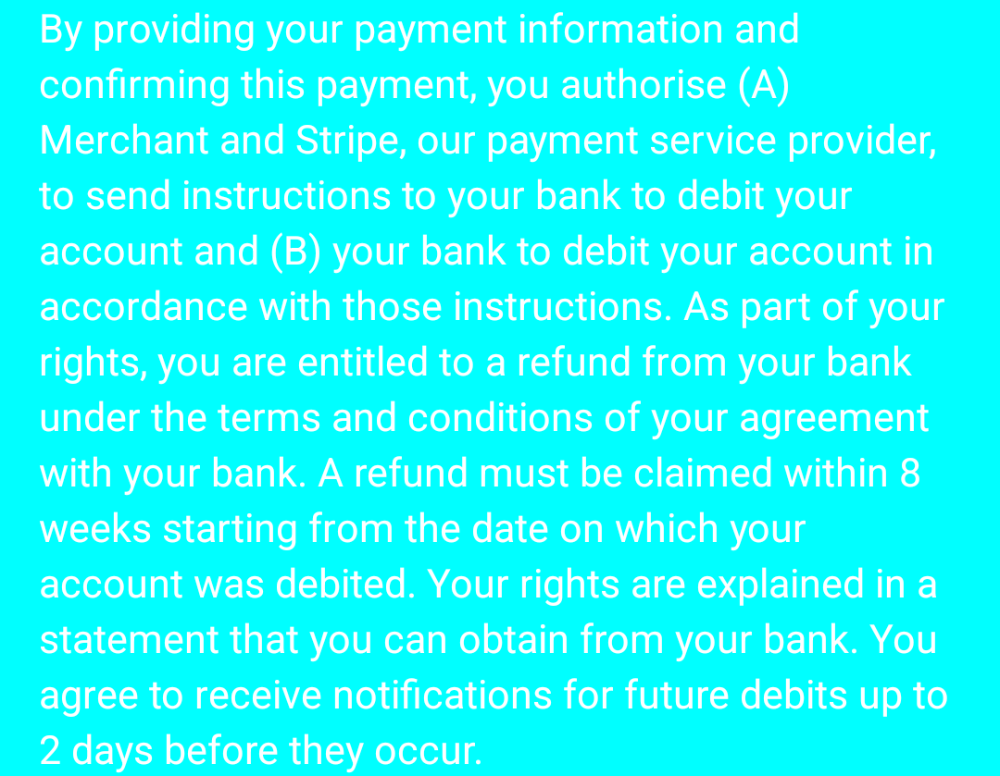 By providing your payment information and
confirming this payment, you authorise (A)
Merchant and Stripe, our payment service provider,
to send instructions to your bank to debit your
account and (B) your bank to debit your account in
accordance with those instructions. As part of your
rights, you are entitled to a refund from your bank
under the terms and conditions of your agreement
with your bank. A refund must be claimed within 8
weeks starting from the date on which your
account was debited. Your rights are explained in a
statement that you can obtain from your bank. You
agree to receive notifications for future debits up to
2 days before they occur.